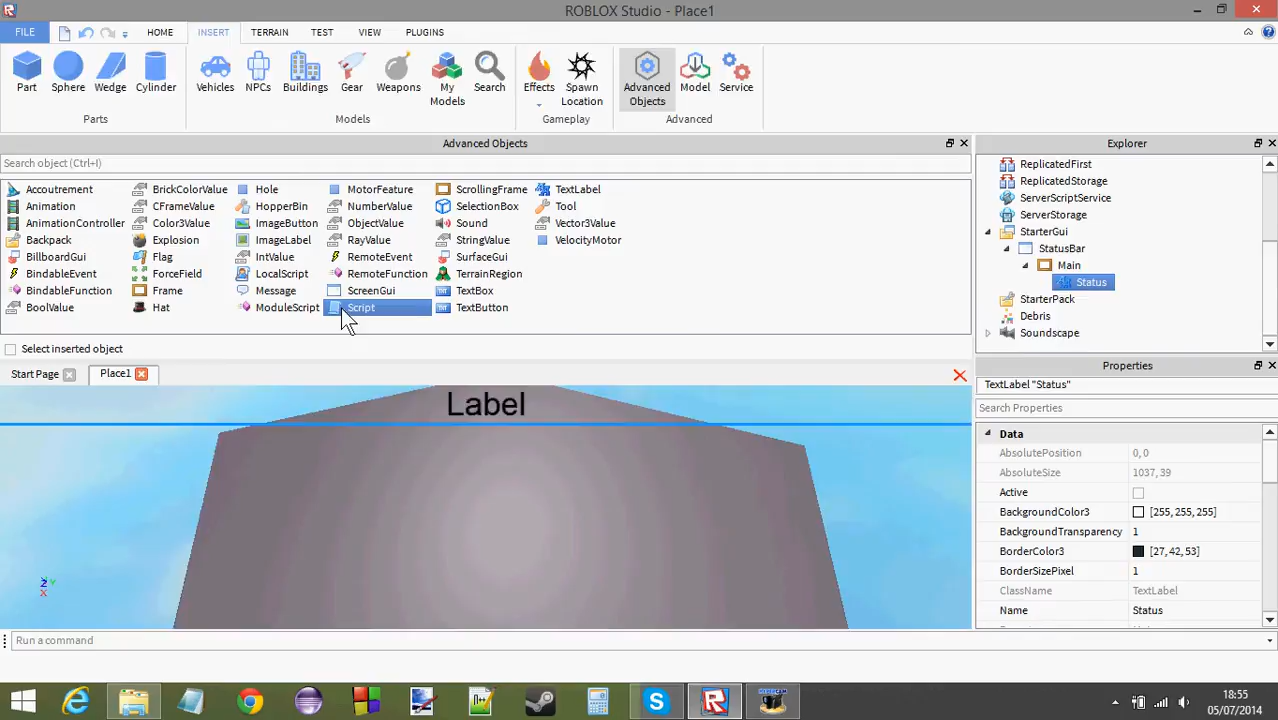 ROBLOX Studio - Place1
FILE HOME INSERT TERRAIN TEST VIEW PLUGINS
Part Sphere Wedge Cylinder Vehicles NPCs Buildings Gear Weapons My Models Search Effects Spawn Location Advanced Objects Model Service
Parts Models Gameplay Advanced
Advanced Objects
Search object (Ctrl+I)
Accoutrement BrickColorValue Hole MotorFeature ScrollingFrame TextLabel
Animation CFrameValue HopperBin NumberValue SelectionBox Tool
AnimationController Color3Value ImageButton ObjectValue Sound Vector3Value
Backpack Explosion ImageLabel RayValue StringValue VelocityMotor
BillboardGui Flag IntValue RemoteEvent SurfaceGui
BindableEvent ForceField LocalScript RemoteFunction TerrainRegion
BindableFunction Frame Message ScreenGui TextBox
BoolValue Hat ModuleScript Script TextButton
Select inserted object
Start Page Place1
Label
Run a command
Explorer
ReplicatedFirst
ReplicatedStorage
ServerScriptService
ServerStorage
StarterGui
StatusBar
Main
Status
StarterPack
Debris
Soundscape
Properties
TextLabel "Status"
Search Properties
Data
AbsolutePosition 0, 0
AbsoluteSize 1037, 39
Active
BackgroundColor3 [255, 255, 255]
BackgroundTransparency 1
BorderColor3 [27, 42, 53]
BorderSizePixel 1
ClassName TextLabel
Name Status
18:55
05/07/2014